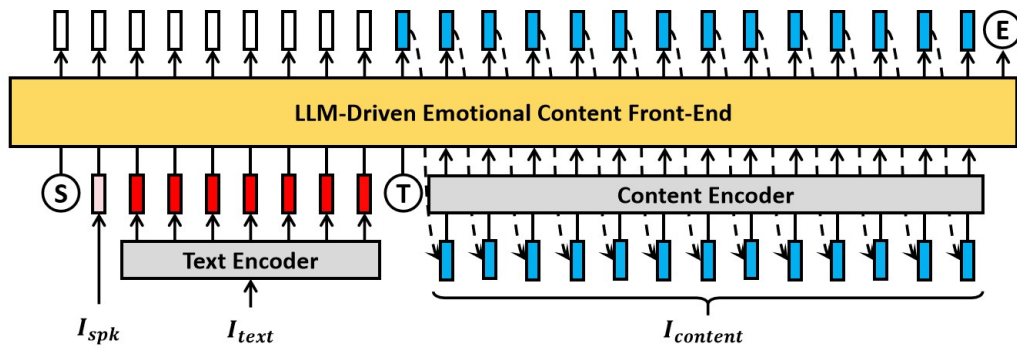 E
LLM-Driven Emotional Content Front-End
S
T
Content Encoder
Text Encoder
I_spk
I_text
I_content